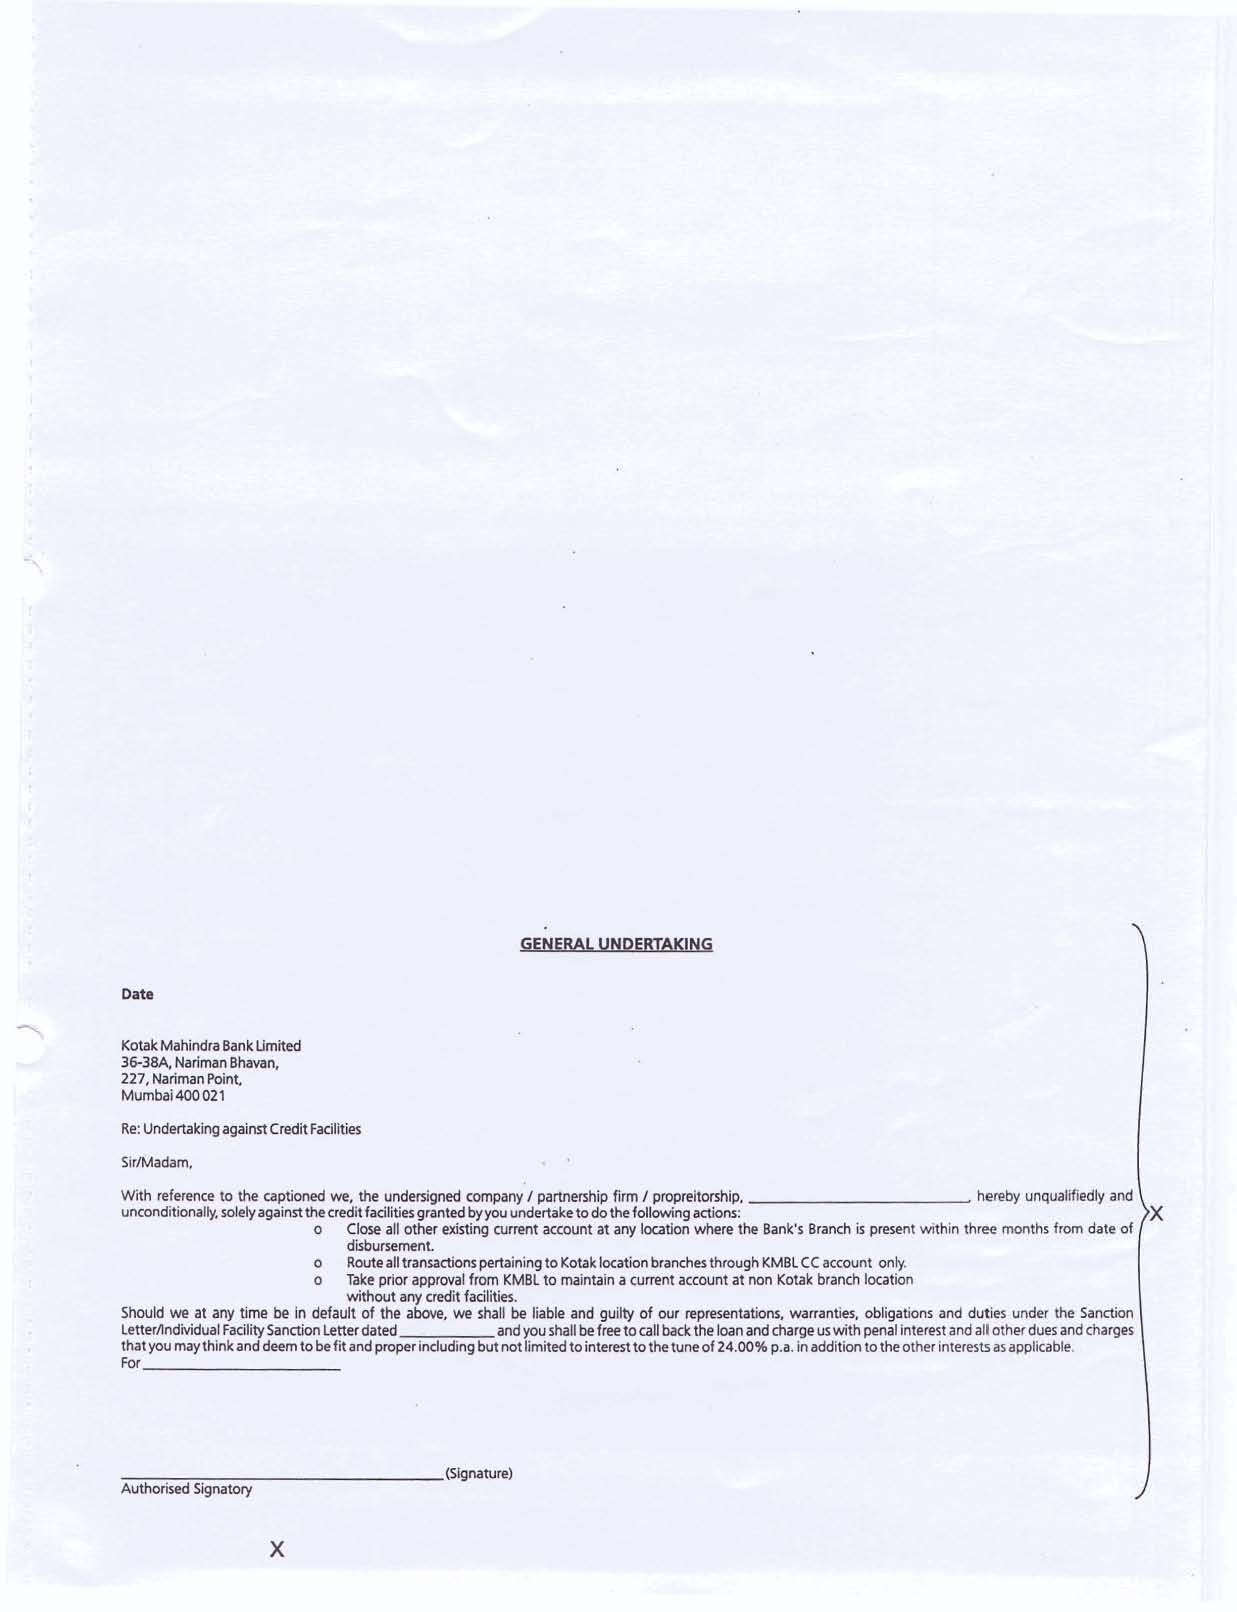 GENERAL UNDERTAKING
Date
Kotak Mahindra Bank Limited
36-38A, Nariman Bhavan,
227, Nariman Point,
Mumbai 400 021
Re: Undertaking against Credit Facilities
Sir/Madam,
With reference to the captioned we, the undersigned company / partnership firm / propreitorship, ____________________, hereby unqualifiedly and
unconditionally, solely against the credit facilities granted by you undertake to do the following actions:
o Close all other existing current account at any location where the Bank's Branch is present within three months from date of
disbursement.
o Route all transactions pertaining to Kotak location branches through KMBL CC account only.
o Take prior approval from KMBL to maintain a current account at non Kotak branch location
without any credit facilities.
Should we at any time be in default of the above, we shall be liable and guilty of our representations, warranties, obligations and duties under the Sanction
Letter/Individual Facility Sanction Letter dated __________ and you shall be free to call back the loan and charge us with penal interest and all other dues and charges
that you may think and deem to be fit and proper including but not limited to interest to the tune of 24.00% p.a. in addition to the other interests as applicable.
For____________________
X
______________________________(Signature)
Authorised Signatory
X